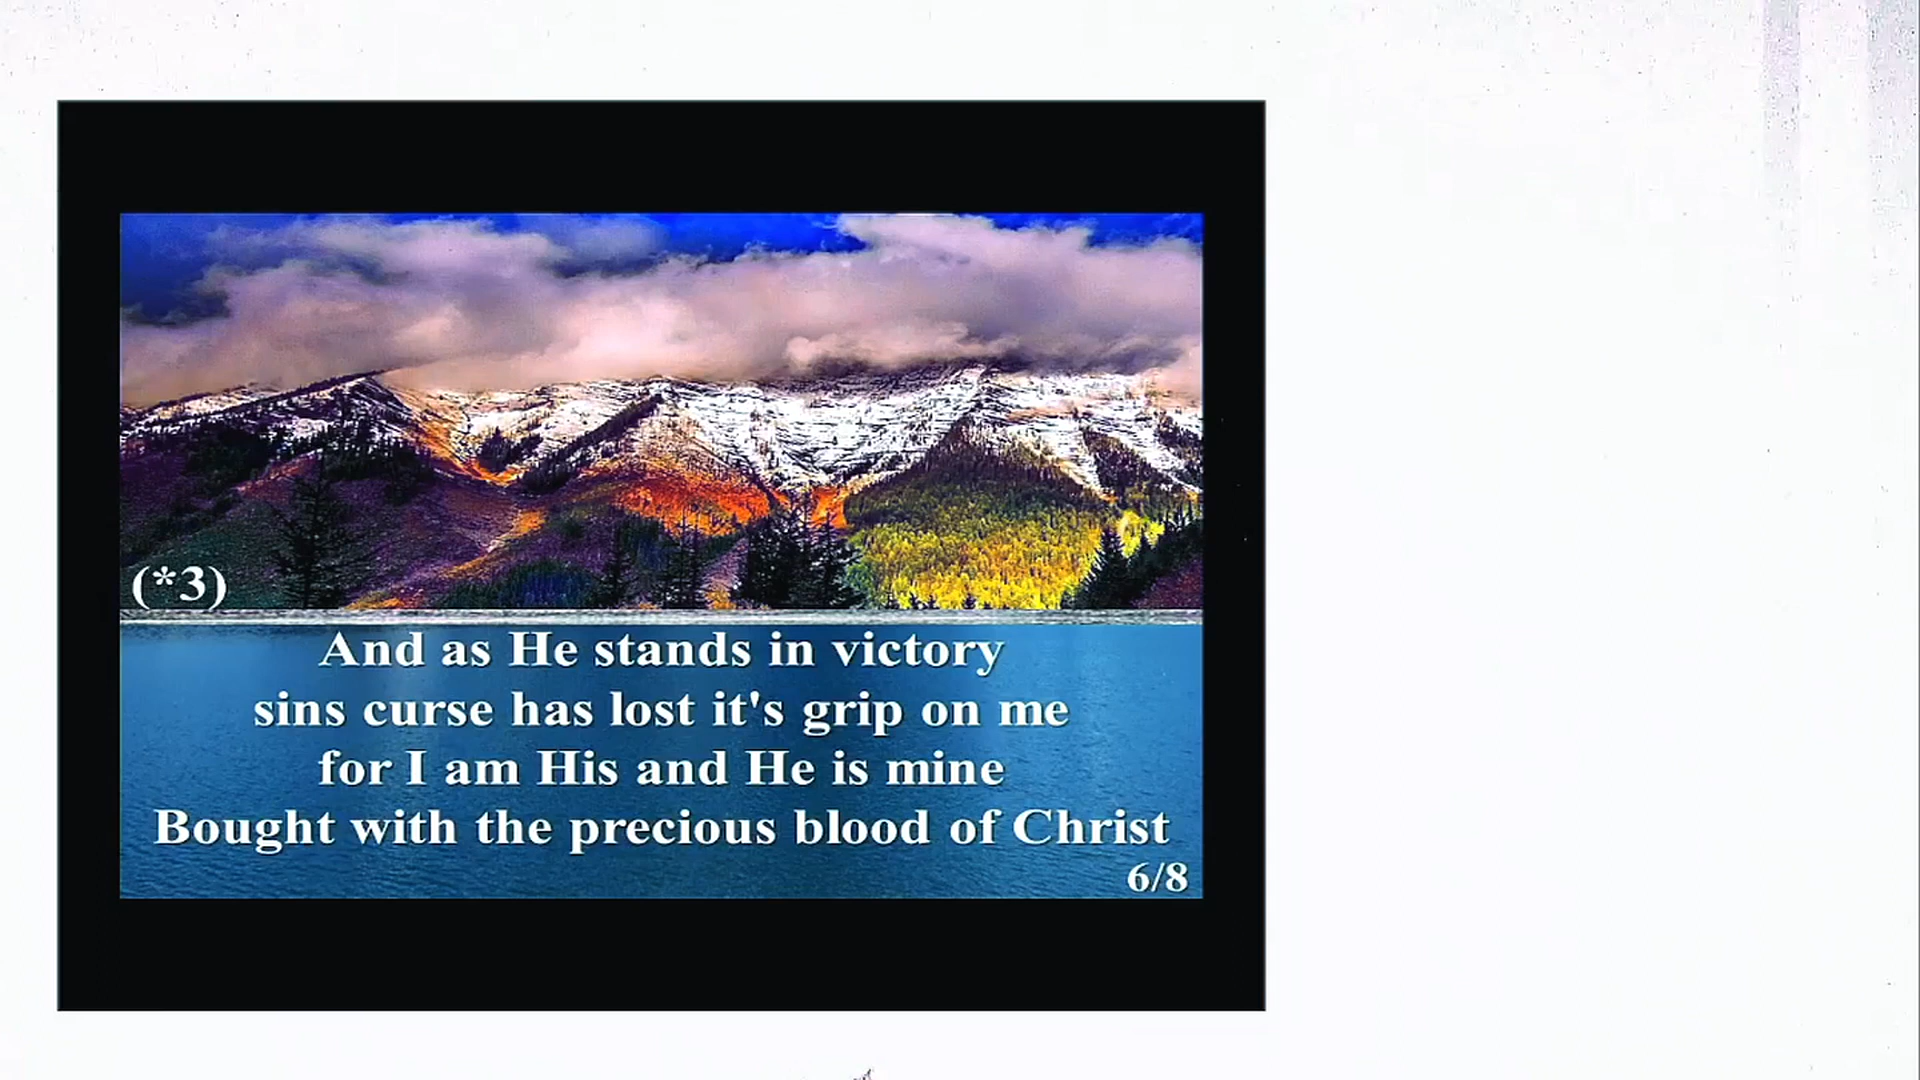 (*3)
And as He stands in victory
sins curse has lost it's grip on me
for I am His and He is mine
Bought with the precious blood of Christ
6/8